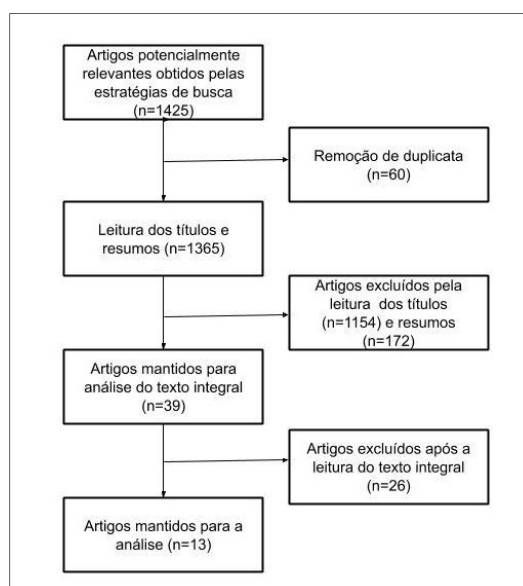 Artigos potencialmente
relevantes obtidos pelas
estratégias de busca
(n=1425)
Remoção de duplicata
(n=60)
Leitura dos títulos e
resumos (n=1365)
Artigos excluídos pela
leitura dos títulos
(n=1154) e resumos
(n=172)
Artigos mantidos para
análise do texto integral
(n=39)
Artigos excluídos após a
leitura do texto integral
(n=26)
Artigos mantidos para a
análise (n=13)